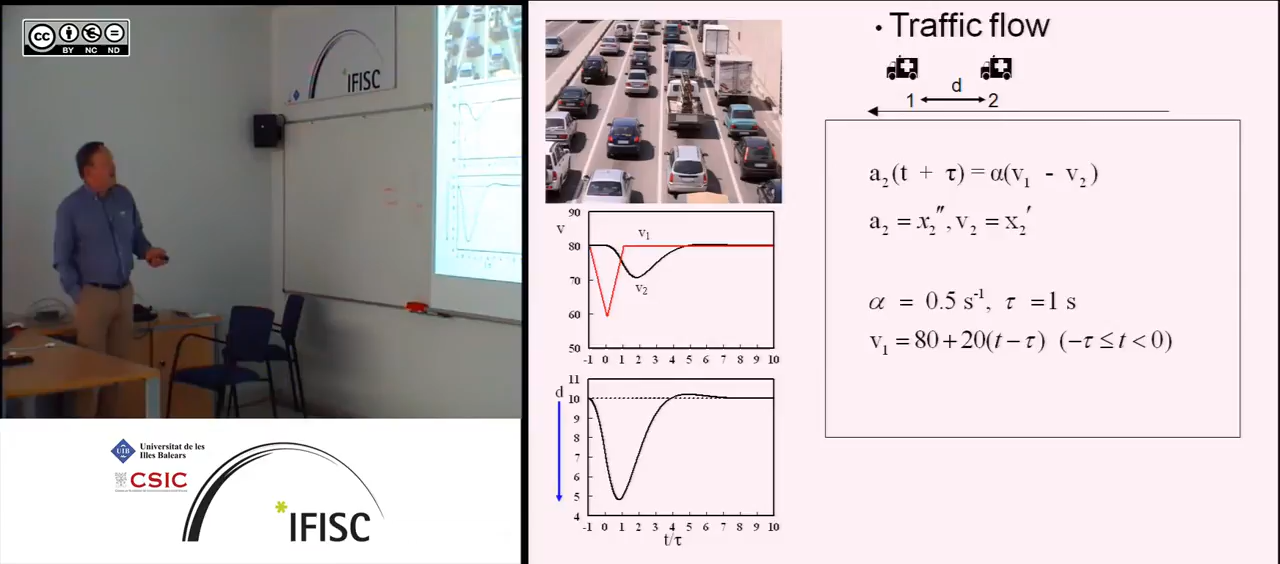 cc
BY NC ND
IFISC
Universitat de les
Illes Balears
UIB
CSIC
*IFISC
• Traffic flow
d
1 2
a₂(t + τ) = α(v₁ - v₂)
a₂ = x₂″, v₂ = x₂′
α = 0.5 s⁻¹, τ = 1 s
v₁ = 80 + 20(t − τ) (−τ ≤ t < 0)
90
v
80
70
60
50
v₁
v₂
-1 0 1 2 3 4 5 6 7 8 9 10
11
d
10
9
8
7
6
5
4
-1 0 1 2 3 4 5 6 7 8 9 10
t/τ